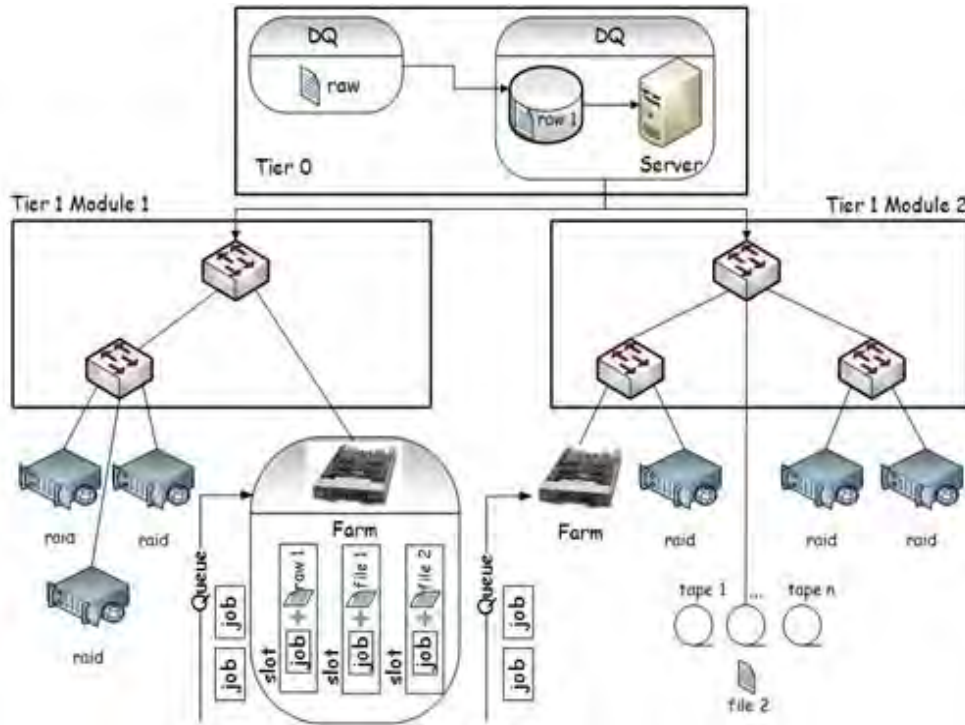 DQ
DQ
raw
raw 1
Tier 0
Server
Tier 1 Module 1
Tier 1 Module 2
Farm
raid
raid
raid
Queue
job
job
slot
job + raw 1
slot
job + file 1
slot
job + file 2
Queue
job
job
Farm
raid
raid
raid
tape 1
...
tape n
file 2